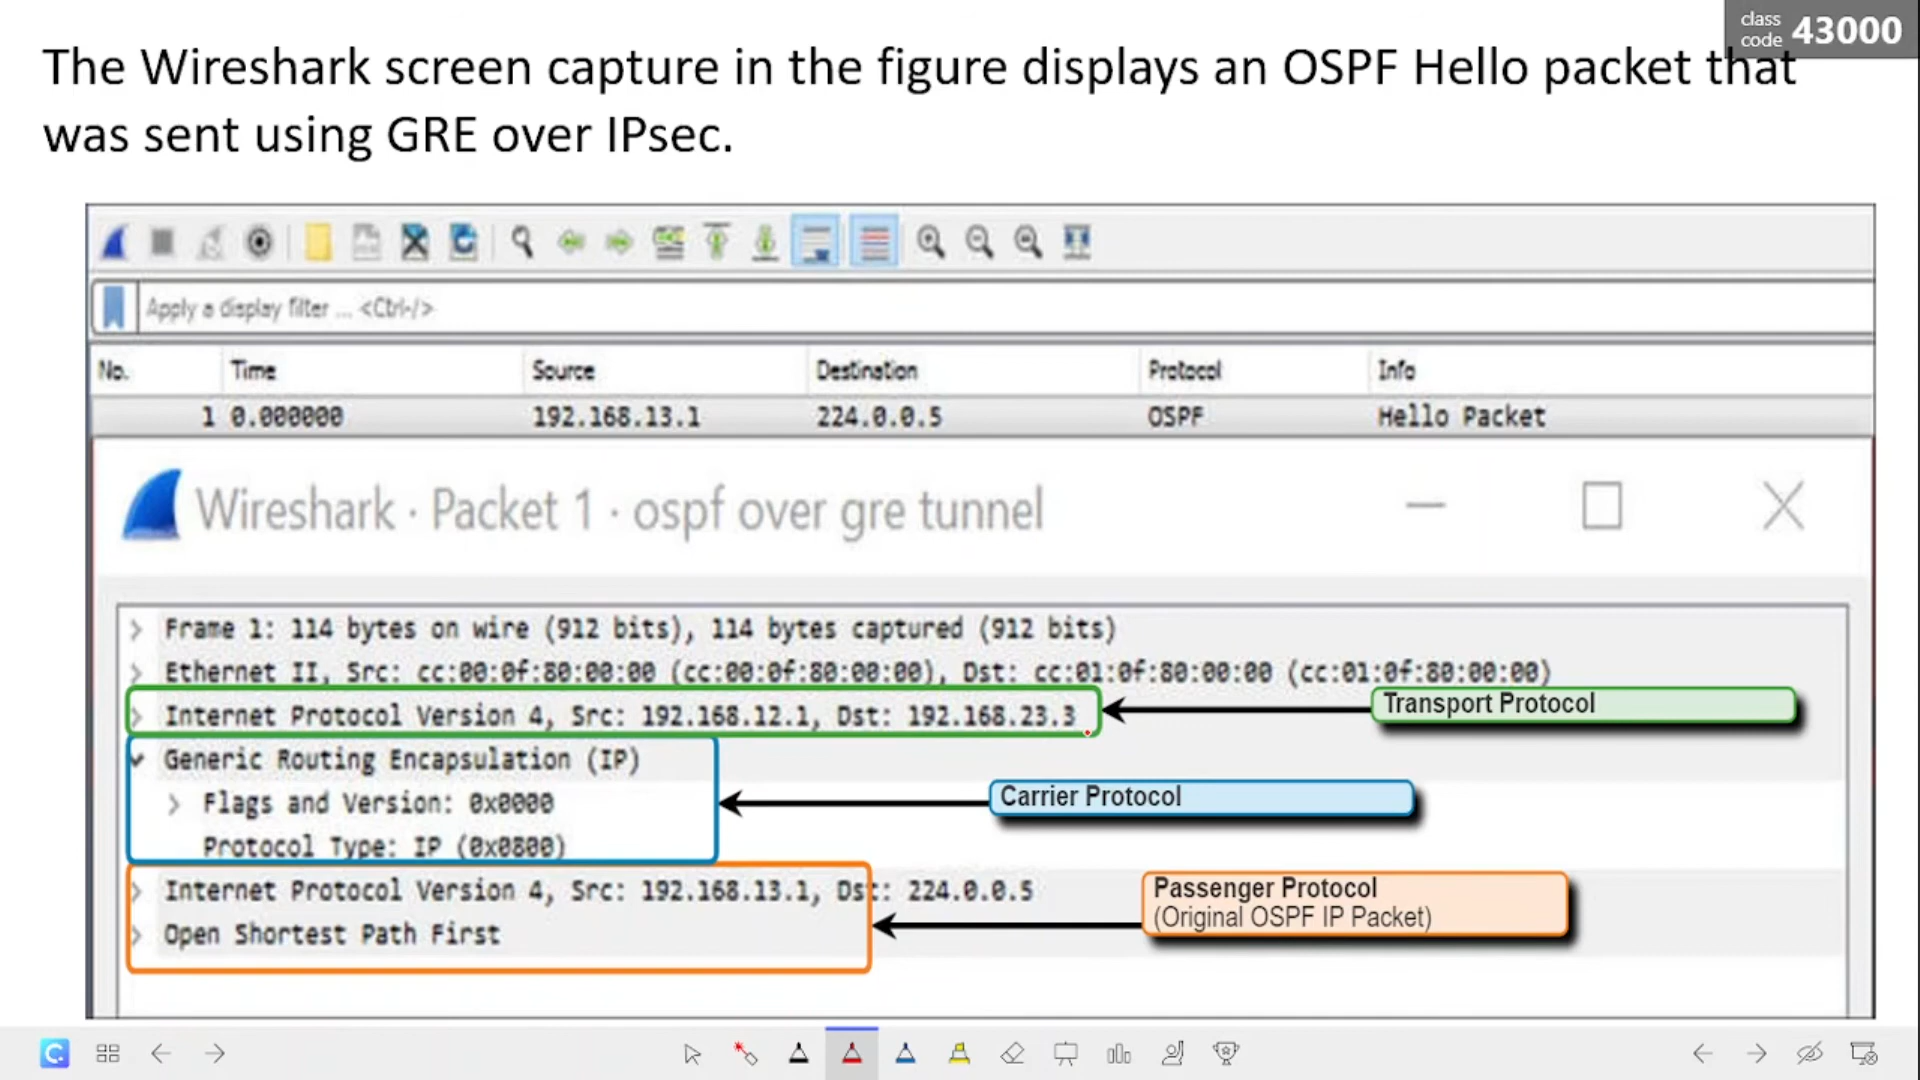 class
code 43000
The Wireshark screen capture in the figure displays an OSPF Hello packet that
was sent using GRE over IPsec.
Apply a display filter ... <Ctrl-/>
No. Time Source Destination Protocol Info
1 0.000000 192.168.13.1 224.0.0.5 OSPF Hello Packet
Wireshark · Packet 1 · ospf over gre tunnel
Frame 1: 114 bytes on wire (912 bits), 114 bytes captured (912 bits)
Ethernet II, Src: cc:00:0f:80:00:00 (cc:00:0f:80:00:00), Dst: cc:01:0f:80:00:00 (cc:01:0f:80:00:00)
Internet Protocol Version 4, Src: 192.168.12.1, Dst: 192.168.23.3
Transport Protocol
Generic Routing Encapsulation (IP)
Flags and Version: 0x0000
Carrier Protocol
Protocol Type: IP (0x0800)
Internet Protocol Version 4, Src: 192.168.13.1, Dst: 224.0.0.5
Passenger Protocol
(Original OSPF IP Packet)
Open Shortest Path First